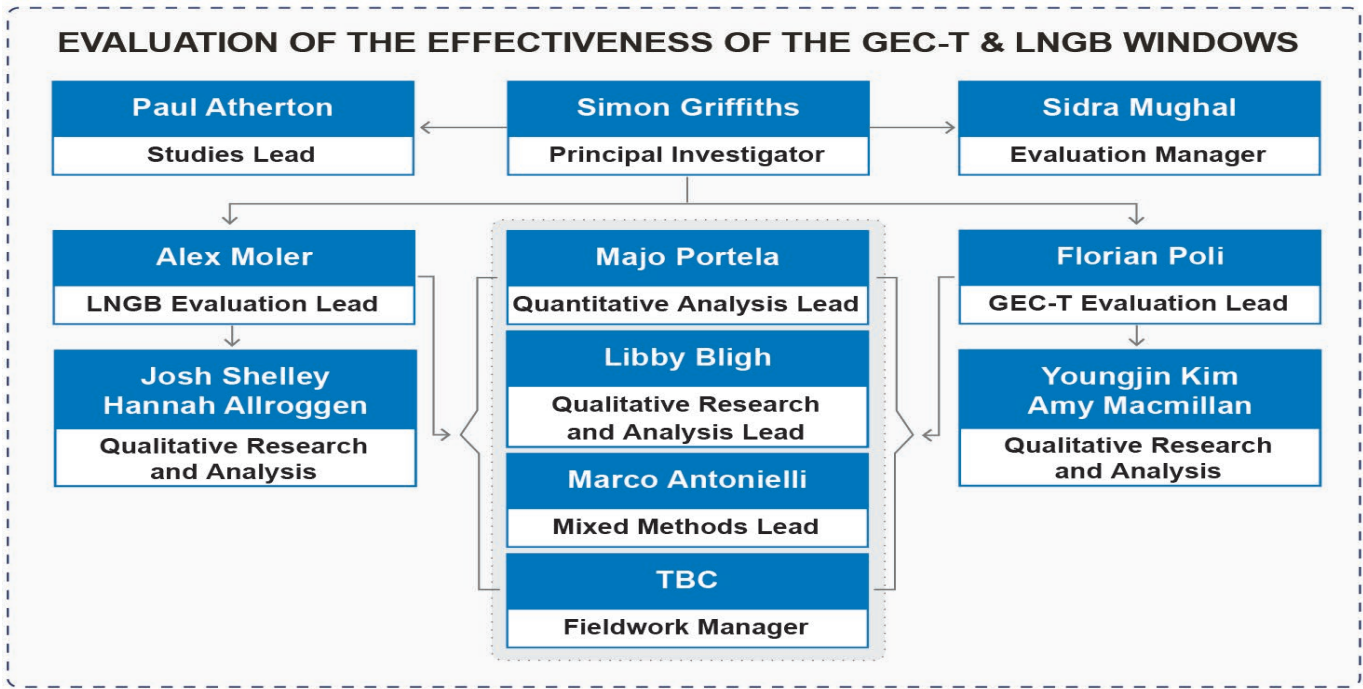 EVALUATION OF THE EFFECTIVENESS OF THE GEC-T & LNGB WINDOWS
Paul Atherton
Studies Lead
Simon Griffiths
Principal Investigator
Sidra Mughal
Evaluation Manager
Alex Moler
LNGB Evaluation Lead
Josh Shelley
Hannah Allroggen
Qualitative Research
and Analysis
Majo Portela
Quantitative Analysis Lead
Libby Bligh
Qualitative Research
and Analysis Lead
Marco Antonielli
Mixed Methods Lead
TBC
Fieldwork Manager
Florian Poli
GEC-T Evaluation Lead
Youngjin Kim
Amy Macmillan
Qualitative Research
and Analysis